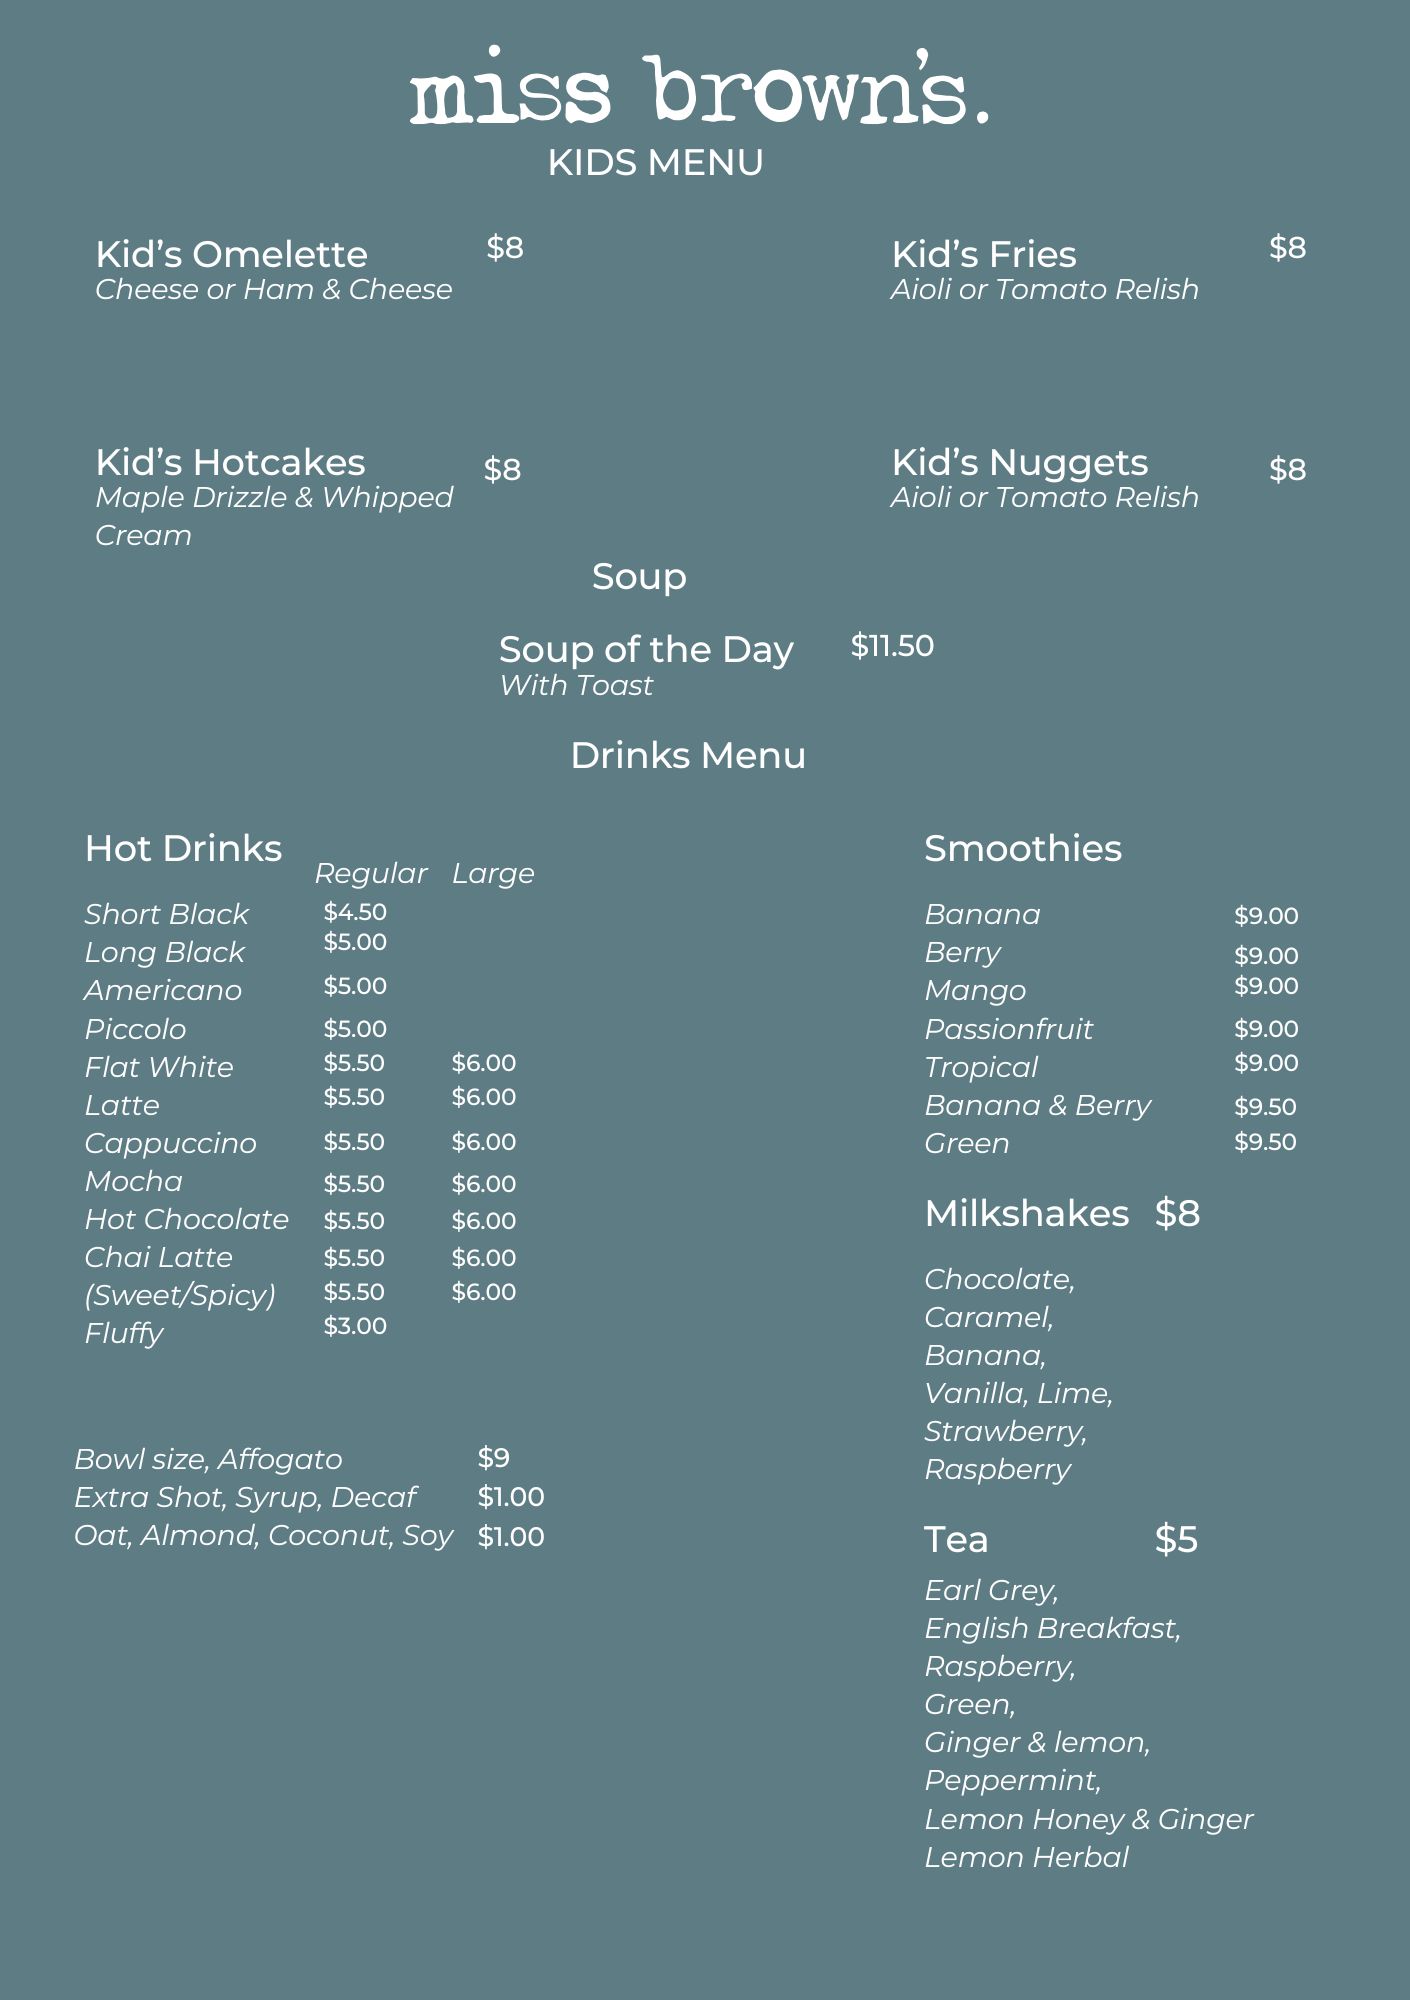 miss brown's.
KIDS MENU
Kid's Omelette $8
Cheese or Ham & Cheese
Kid's Fries $8
Aioli or Tomato Relish
Kid's Hotcakes $8
Maple Drizzle & Whipped
Cream
Kid's Nuggets $8
Aioli or Tomato Relish
Soup
Soup of the Day $11.50
With Toast
Drinks Menu
Hot Drinks
Regular Large
Short Black $4.50
Long Black $5.00
Americano $5.00
Piccolo $5.00
Flat White $5.50 $6.00
Latte $5.50 $6.00
Cappuccino $5.50 $6.00
Mocha $5.50 $6.00
Hot Chocolate $5.50 $6.00
Chai Latte $5.50 $6.00
(Sweet/Spicy) $5.50 $6.00
Fluffy $3.00
Bowl size, Affogato $9
Extra Shot, Syrup, Decaf $1.00
Oat, Almond, Coconut, Soy $1.00
Smoothies
Banana $9.00
Berry $9.00
Mango $9.00
Passionfruit $9.00
Tropical $9.00
Banana & Berry $9.50
Green $9.50
Milkshakes $8
Chocolate,
Caramel,
Banana,
Vanilla, Lime,
Strawberry,
Raspberry
Tea $5
Earl Grey,
English Breakfast,
Raspberry,
Green,
Ginger & lemon,
Peppermint,
Lemon Honey & Ginger
Lemon Herbal